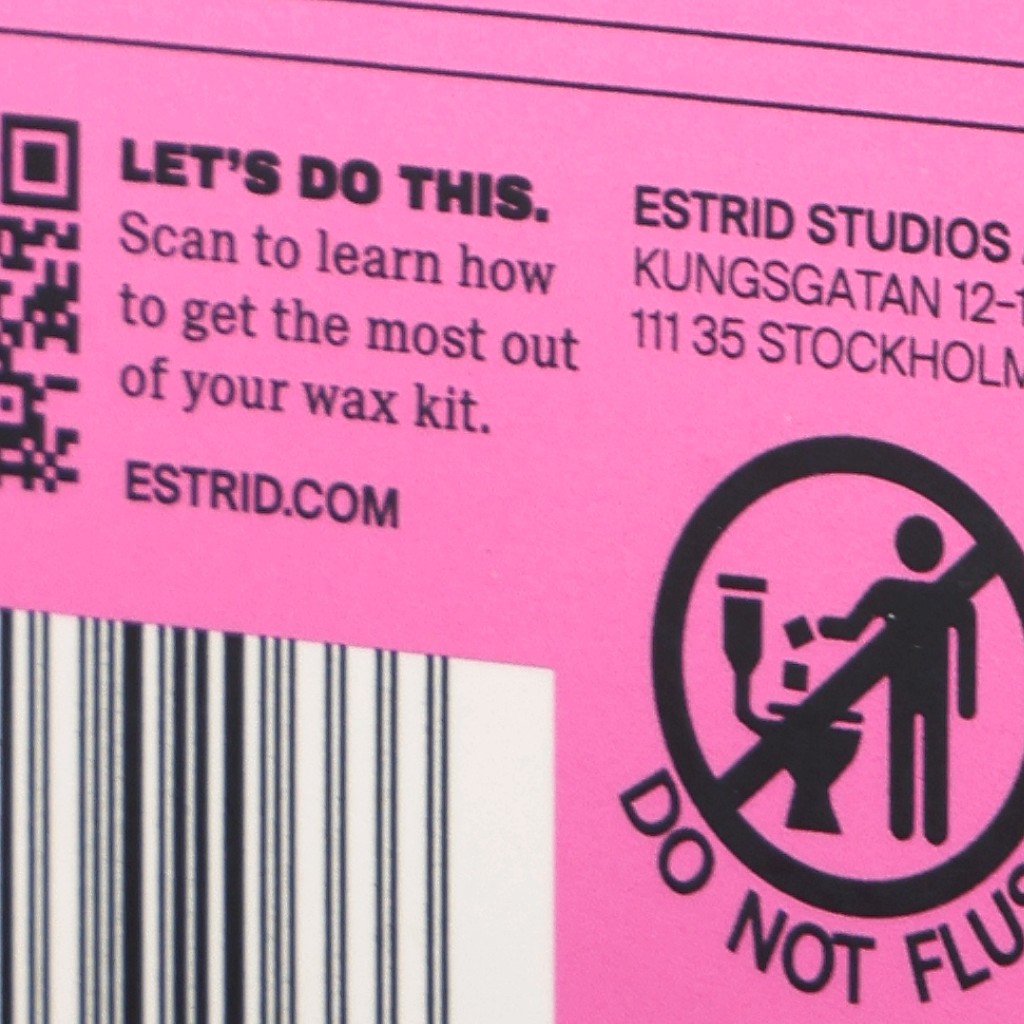 LET'S DO THIS.
Scan to learn how
to get the most out
of your wax kit.
ESTRID.COM
ESTRID STUDIOS
KUNGSGATAN
111 35 STOCKHOLM
DO NOT